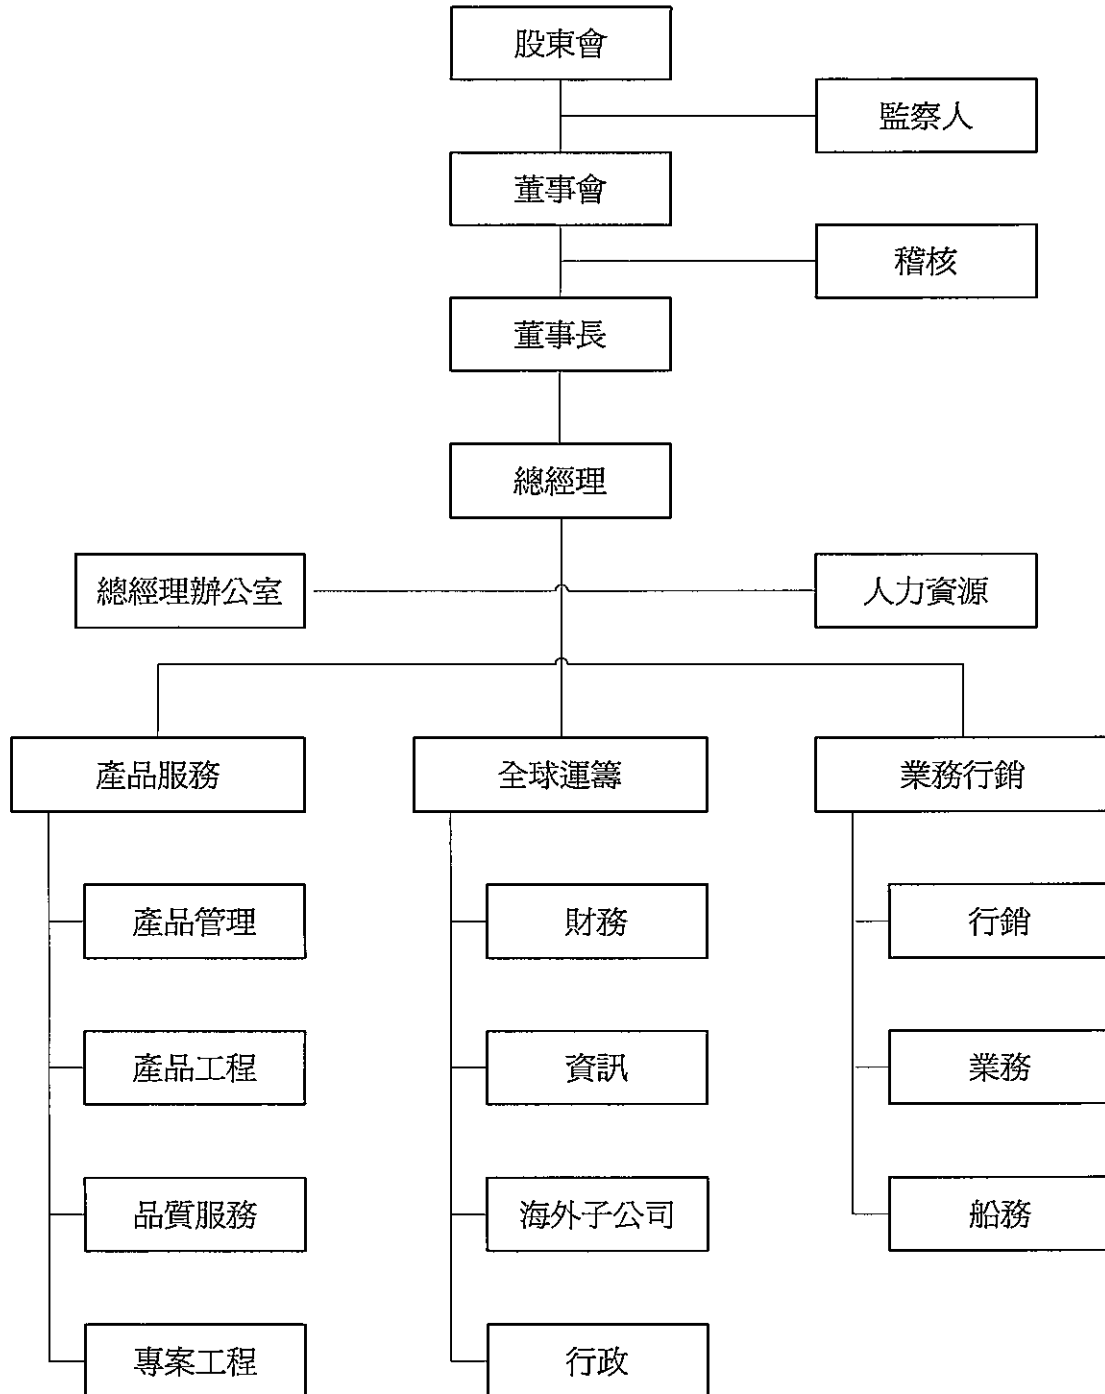 股東會
監察人
董事會
稽核
董事長
總經理
總經理辦公室
人力資源
產品服務
全球運籌
業務行銷
產品管理
財務
行銷
產品工程
資訊
業務
品質服務
海外子公司
船務
專案工程
行政